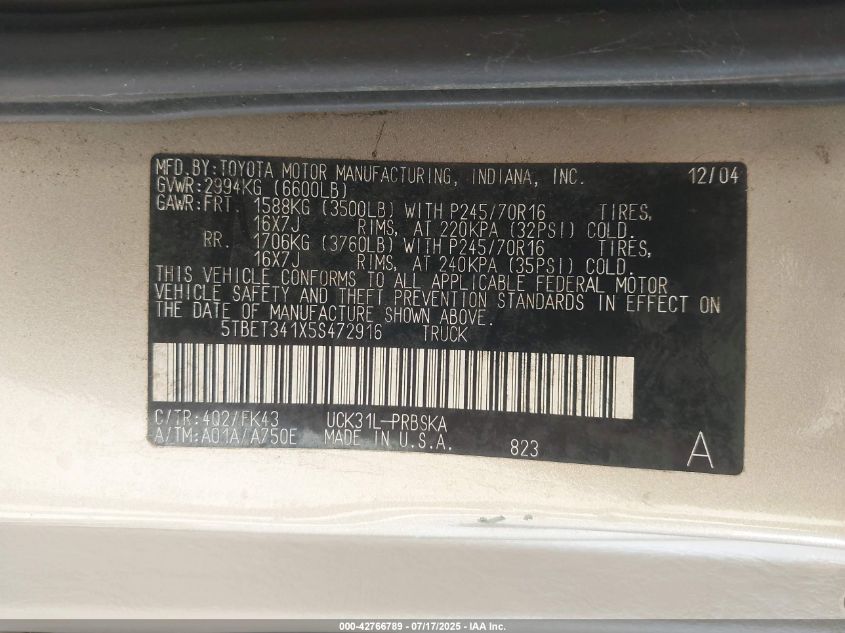 MFD.BY:TOYOTA MOTOR MANUFACTURING, INDIANA, INC. 12/04
GVWR:2994KG (6600LB)
GAWR:FRT. 1588KG (3500LB) WITH P245/70R16 TIRES,
16X7J RIMS, AT 220KPA (32PSI) COLD.
RR. 1706KG (3760LB) WITH P245/70R16 TIRES,
16X7J RIMS, AT 240KPA (35PSI) COLD.
THIS VEHICLE CONFORMS TO ALL APPLICABLE FEDERAL MOTOR
VEHICLE SAFETY AND THEFT PREVENTION STANDARDS IN EFFECT ON
THE DATE OF MANUFACTURE SHOWN ABOVE.
5TBET341X5S472916 TRUCK
C/TR:4Q2/FK43 UCK31L-PRBSKA
A/TM:A01A/A750E MADE IN U.S.A. 823 A
000-42766789 - 07/17/2025 - IAA Inc.